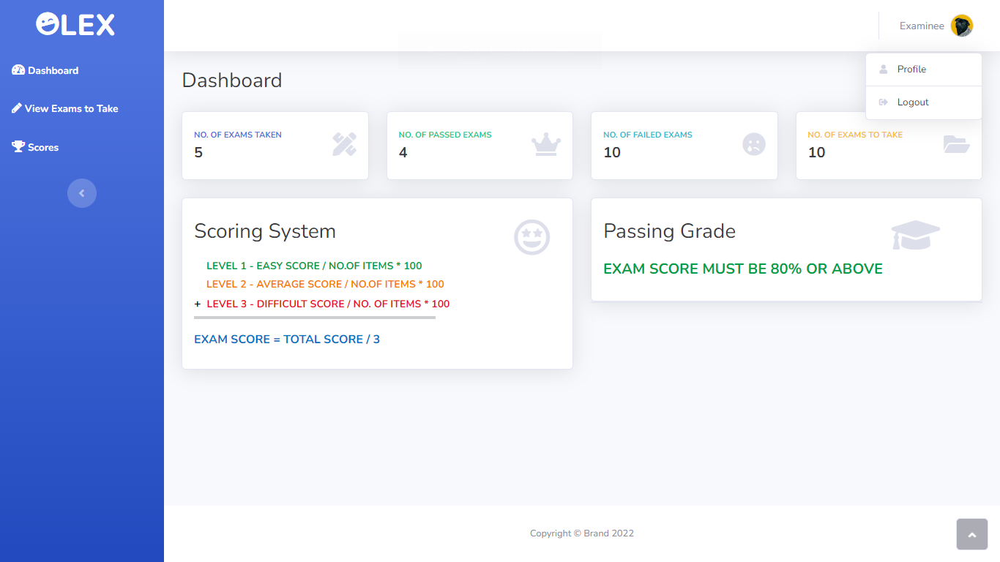 OLEX
Dashboard
View Exams to Take
Scores
Examinee
Profile
Logout
Dashboard
NO. OF EXAMS TAKEN
5
NO. OF PASSED EXAMS
4
NO. OF FAILED EXAMS
10
NO. OF EXAMS TO TAKE
10
Scoring System
LEVEL 1 - EASY SCORE / NO.OF ITEMS * 100
LEVEL 2 - AVERAGE SCORE / NO.OF ITEMS * 100
+ LEVEL 3 - DIFFICULT SCORE / NO. OF ITEMS * 100
EXAM SCORE = TOTAL SCORE / 3
Passing Grade
EXAM SCORE MUST BE 80% OR ABOVE
Copyright © Brand 2022